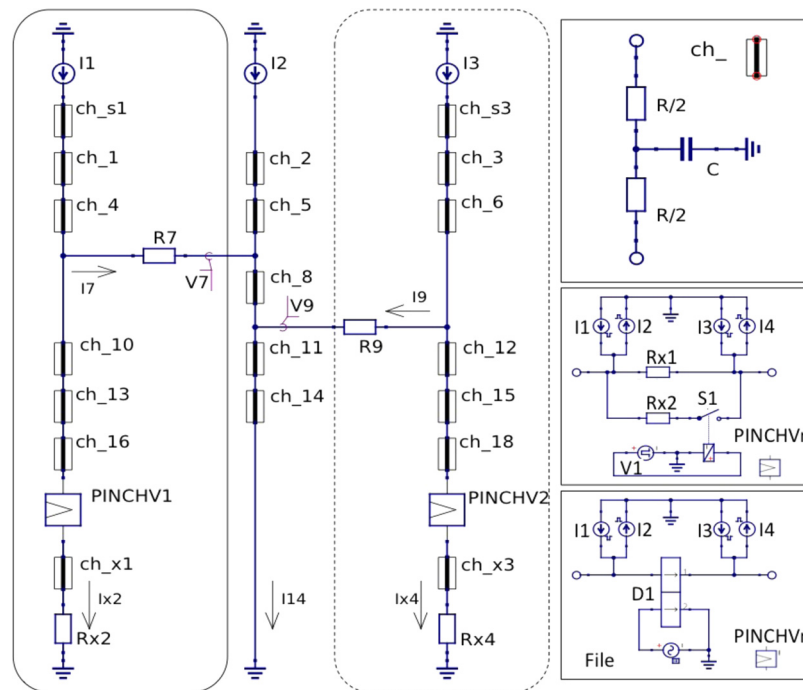 I1
I2
I3
ch_s1
ch_s3
ch_1
ch_2
ch_3
ch_4
ch_5
ch_6
R7
I7
V7
ch_8
V9
I9
R9
ch_10
ch_11
ch_12
ch_13
ch_14
ch_15
ch_16
ch_18
PINCHV1
PINCHV2
ch_x1
ch_x3
Ix2
I14
Ix4
Rx2
Rx4
ch_
R/2
C
R/2
I1
I2
I3
I4
Rx1
Rx2
S1
V1
PINCHVr
I1
I2
I3
I4
D1
File
PINCHVr